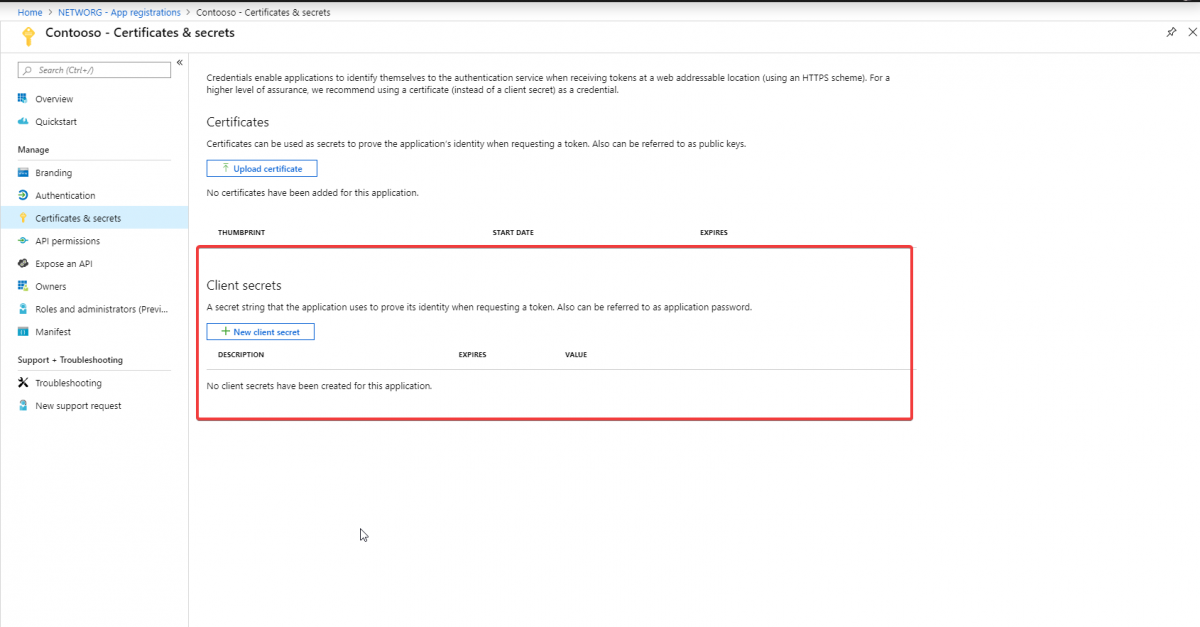 Home > NETWORG - App registrations > Contooso - Certificates & secrets
Contooso - Certificates & secrets
Search (Ctrl+/)
«
Overview
Quickstart
Manage
Branding
Authentication
Certificates & secrets
API permissions
Expose an API
Owners
Roles and administrators (Previ...
Manifest
Support + Troubleshooting
Troubleshooting
New support request
Credentials enable applications to identify themselves to the authentication service when receiving tokens at a web addressable location (using an HTTPS scheme). For a
higher level of assurance, we recommend using a certificate (instead of a client secret) as a credential.
Certificates
Certificates can be used as secrets to prove the application's identity when requesting a token. Also can be referred to as public keys.
Upload certificate
No certificates have been added for this application.
THUMBPRINT START DATE EXPIRES
Client secrets
A secret string that the application uses to prove its identity when requesting a token. Also can be referred to as application password.
New client secret
DESCRIPTION EXPIRES VALUE
No client secrets have been created for this application.